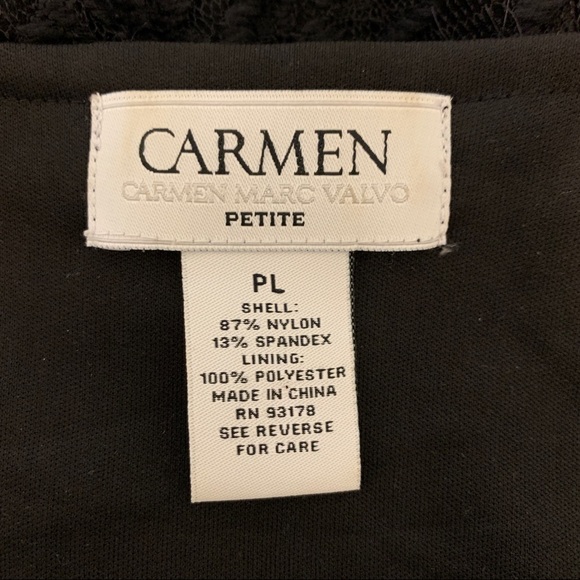 CARMEN
CARMEN MARC VALVO
PETITE
PL
SHELL:
87% NYLON
13% SPANDEX
LINING:
100% POLYESTER
MADE IN CHINA
RN 93178
SEE REVERSE
FOR CARE